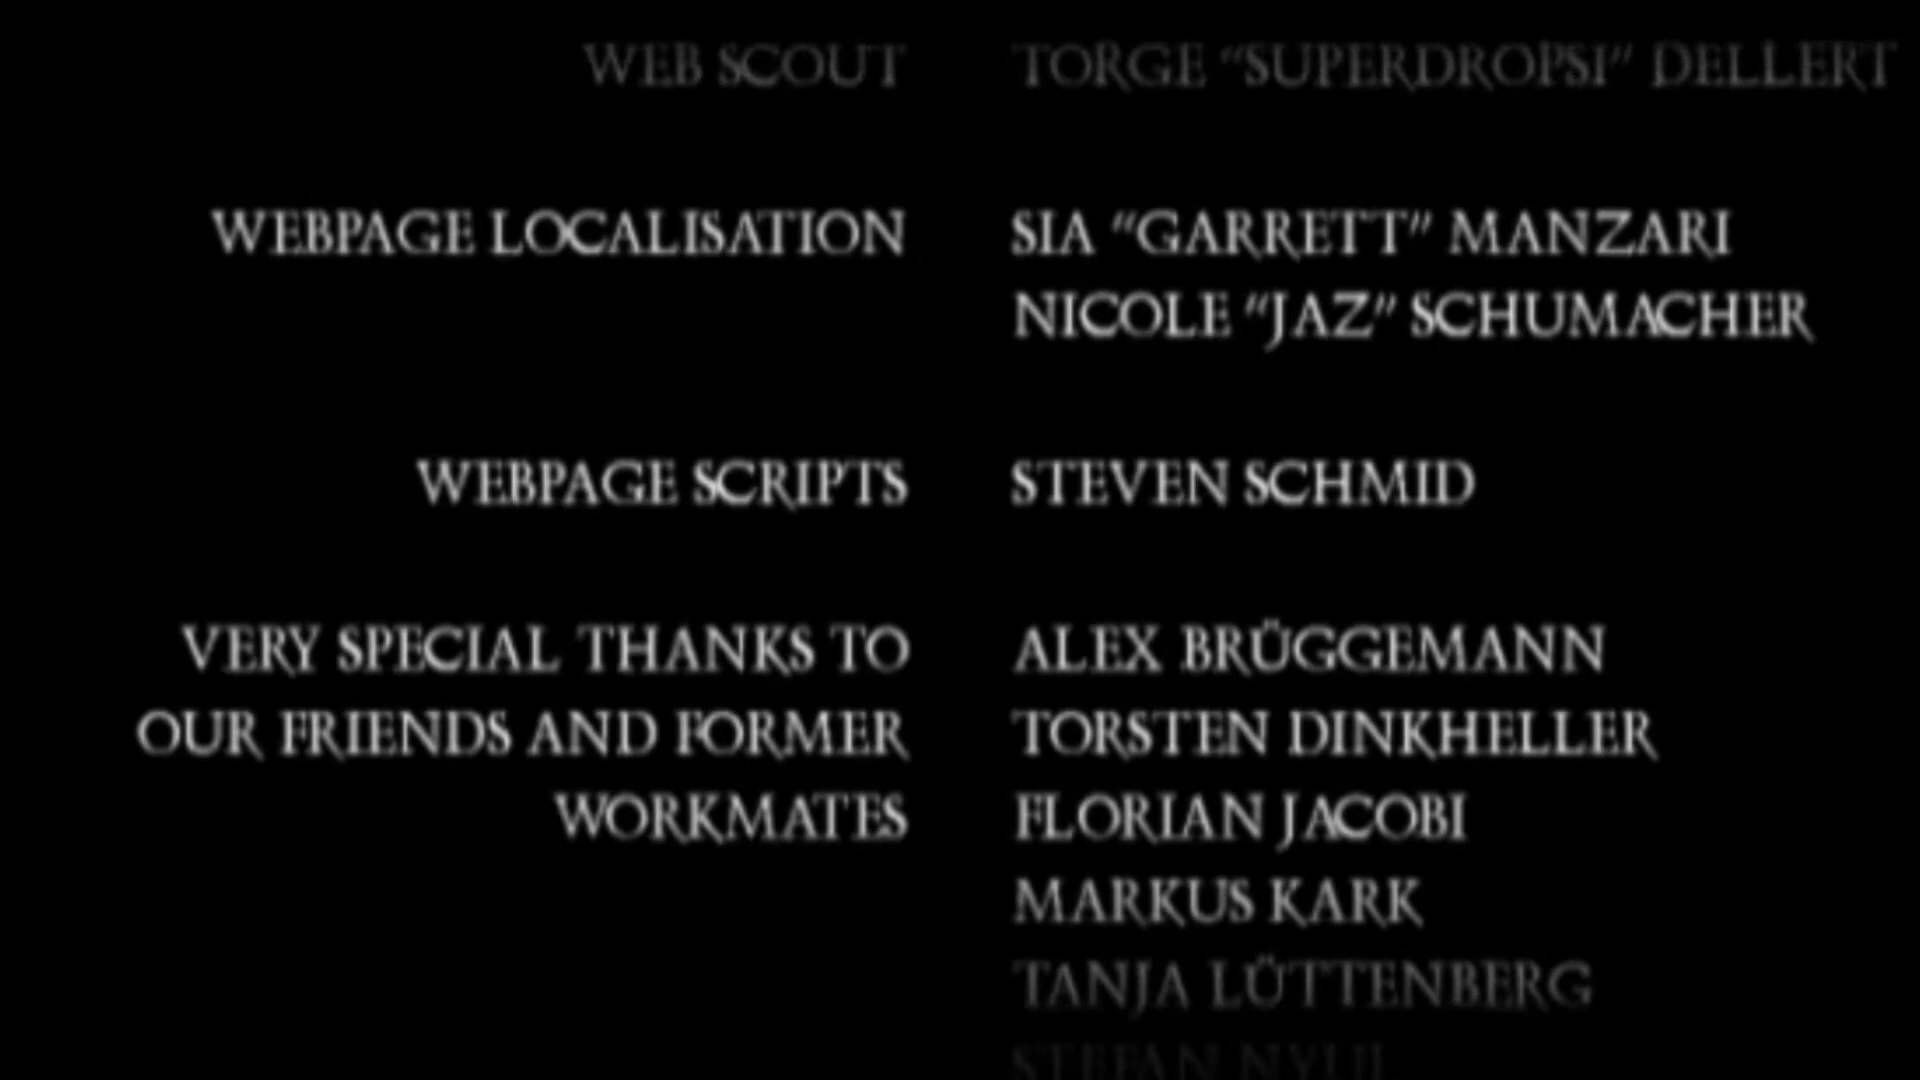 WEB SCOUT TORGE “SUPERDROPSI” DELLERT
WEBPAGE LOCALISATION SIA “GARRETT” MANZARI
NICOLE “JAZ” SCHUMACHER
WEBPAGE SCRIPTS STEVEN SCHMID
VERY SPECIAL THANKS TO ALEX BRÜGGEMANN
OUR FRIENDS AND FORMER TORSTEN DINKHELLER
WORKMATES FLORIAN JACOBI
MARKUS KARK
TANJA LÜTTENBERG
STEFAN